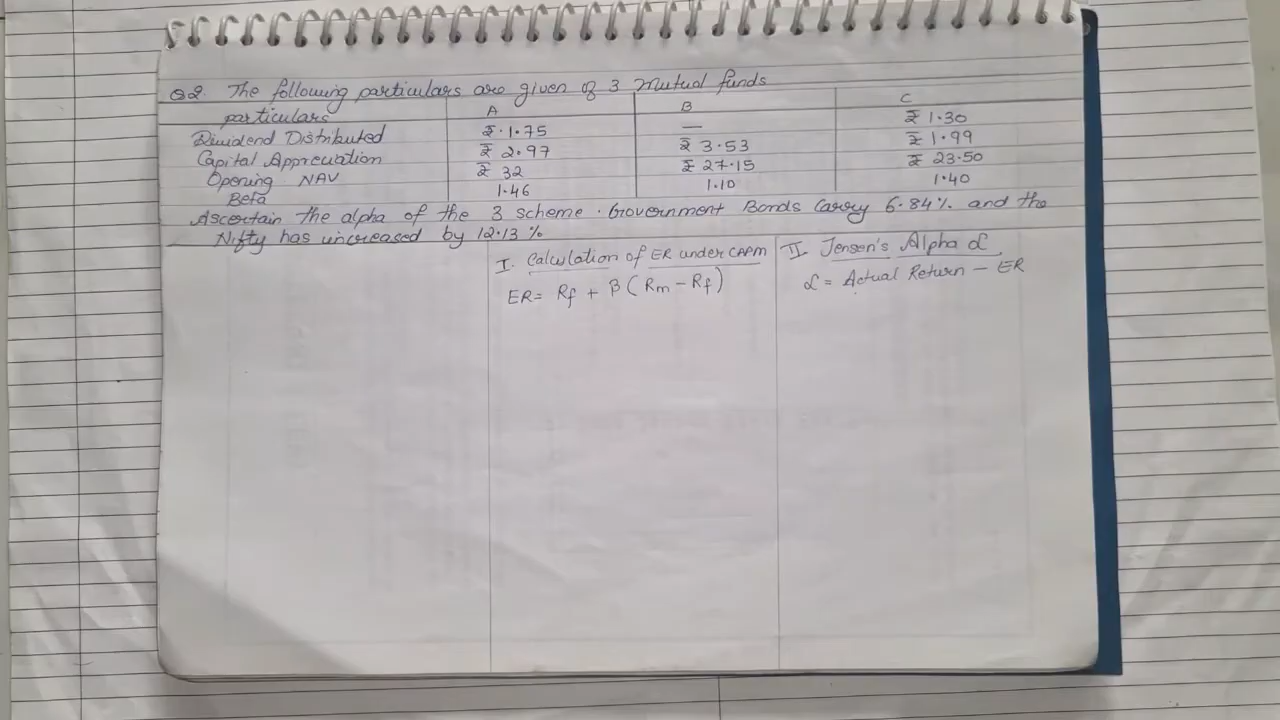 Q2 The following particulars are given of 3 Mutual funds
particulars A B C
Dividend Distributed ₹.1.75 — ₹ 1.30
Capital Appreciation ₹ 2.97 ₹ 3.53 ₹ 1.99
Opening NAV ₹ 32 ₹ 27.15 ₹ 23.50
Beta 1.46 1.10 1.40
Ascertain the alpha of the 3 scheme. Government Bonds carry 6.84% and the
Nifty has increased by 12.13 %
I. Calculation of ER under CAPM
ER = Rf + β (Rm - Rf)
II Jensen's Alpha α
α = Actual Return - ER